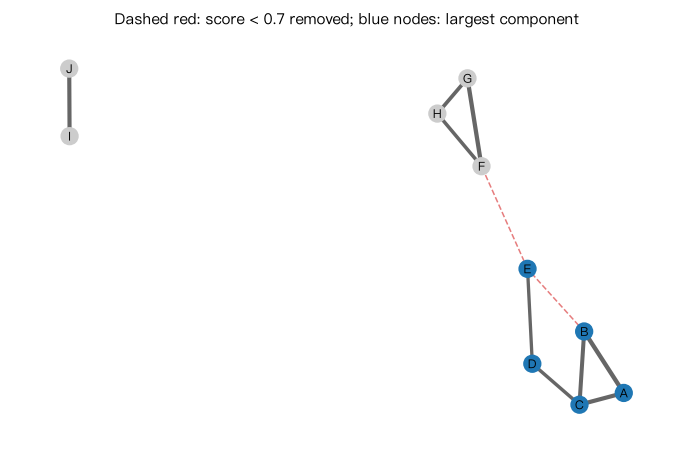 Dashed red: score < 0.7 removed; blue nodes: largest component
J
G
H
I
F
E
B
D
A
C